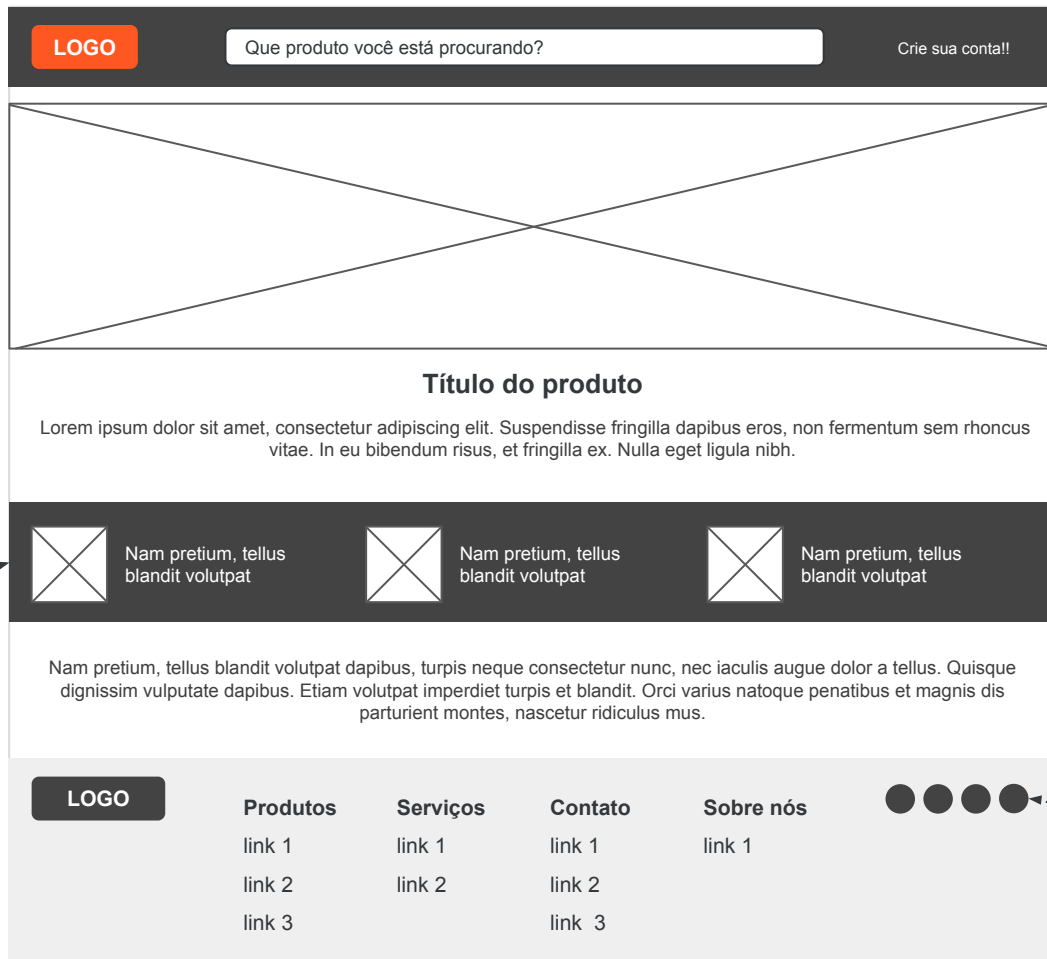 LOGO
Que produto você está procurando?
Crie sua conta!!
Título do produto
Lorem ipsum dolor sit amet, consectetur adipiscing elit. Suspendisse fringilla dapibus eros, non fermentum sem rhoncus
vitae. In eu bibendum risus, et fringilla ex. Nulla eget ligula nibh.
Nam pretium, tellus
blandit volutpat
Nam pretium, tellus
blandit volutpat
Nam pretium, tellus
blandit volutpat
Nam pretium, tellus blandit volutpat dapibus, turpis neque consectetur nunc, nec iaculis augue dolor a tellus. Quisque
dignissim vulputate dapibus. Etiam volutpat imperdiet turpis et blandit. Orci varius natoque penatibus et magnis dis
parturient montes, nascetur ridiculus mus.
LOGO
Produtos
link 1
link 2
link 3
Serviços
link 1
link 2
Contato
link 1
link 2
link  3
Sobre nós
link 1